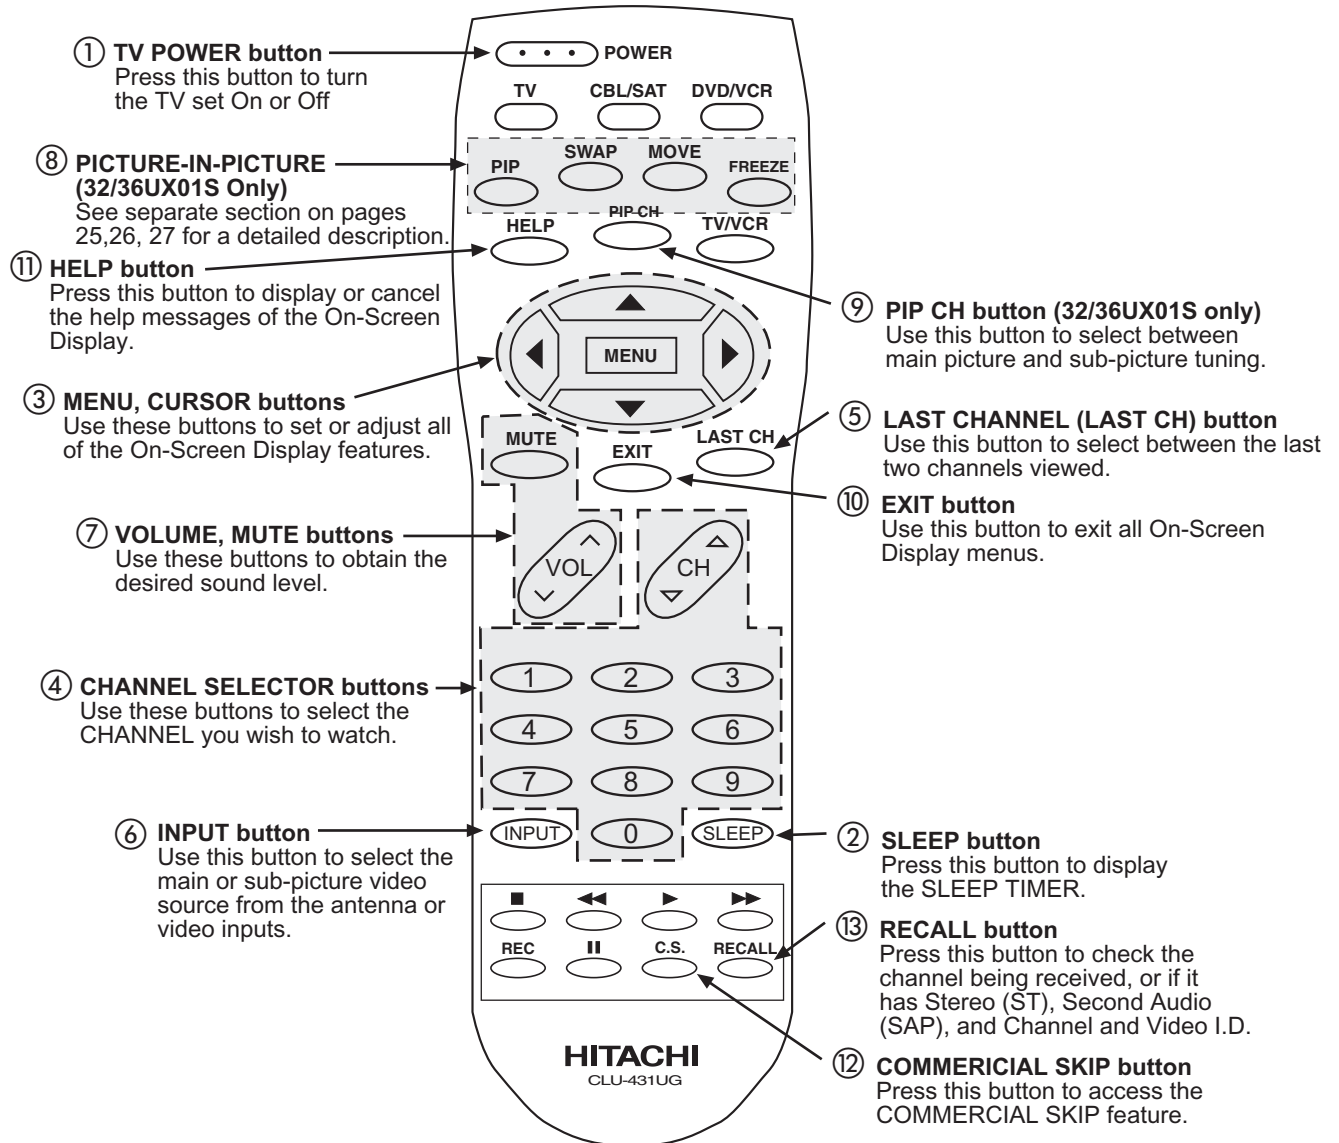 ① TV POWER button
Press this button to turn
the TV set On or Off
⑧ PICTURE-IN-PICTURE
(32/36UX01S Only)
See separate section on pages
25,26, 27 for a detailed description.
⑪ HELP button
Press this button to display or cancel
the help messages of the On-Screen
Display.
③ MENU, CURSOR buttons
Use these buttons to set or adjust all
of the On-Screen Display features.
⑦ VOLUME, MUTE buttons
Use these buttons to obtain the
desired sound level.
④ CHANNEL SELECTOR buttons
Use these buttons to select the
CHANNEL you wish to watch.
⑥ INPUT button
Use this button to select the
main or sub-picture video
source from the antenna or
video inputs.
POWER
TV CBL/SAT DVD/VCR
PIP SWAP MOVE FREEZE
HELP PIP CH TV/VCR
MENU
MUTE EXIT LAST CH
VOL CH
1 2 3
4 5 6
7 8 9
INPUT 0 SLEEP
REC C.S. RECALL
HITACHI
CLU-431UG
⑨ PIP CH button (32/36UX01S only)
Use this button to select between
main picture and sub-picture tuning.
⑤ LAST CHANNEL (LAST CH) button
Use this button to select between the last
two channels viewed.
⑩ EXIT button
Use this button to exit all On-Screen
Display menus.
② SLEEP button
Press this button to display
the SLEEP TIMER.
⑬ RECALL button
Press this button to check the
channel being received, or if it
has Stereo (ST), Second Audio
(SAP), and Channel and Video I.D.
⑫ COMMERICIAL SKIP button
Press this button to access the
COMMERCIAL SKIP feature.